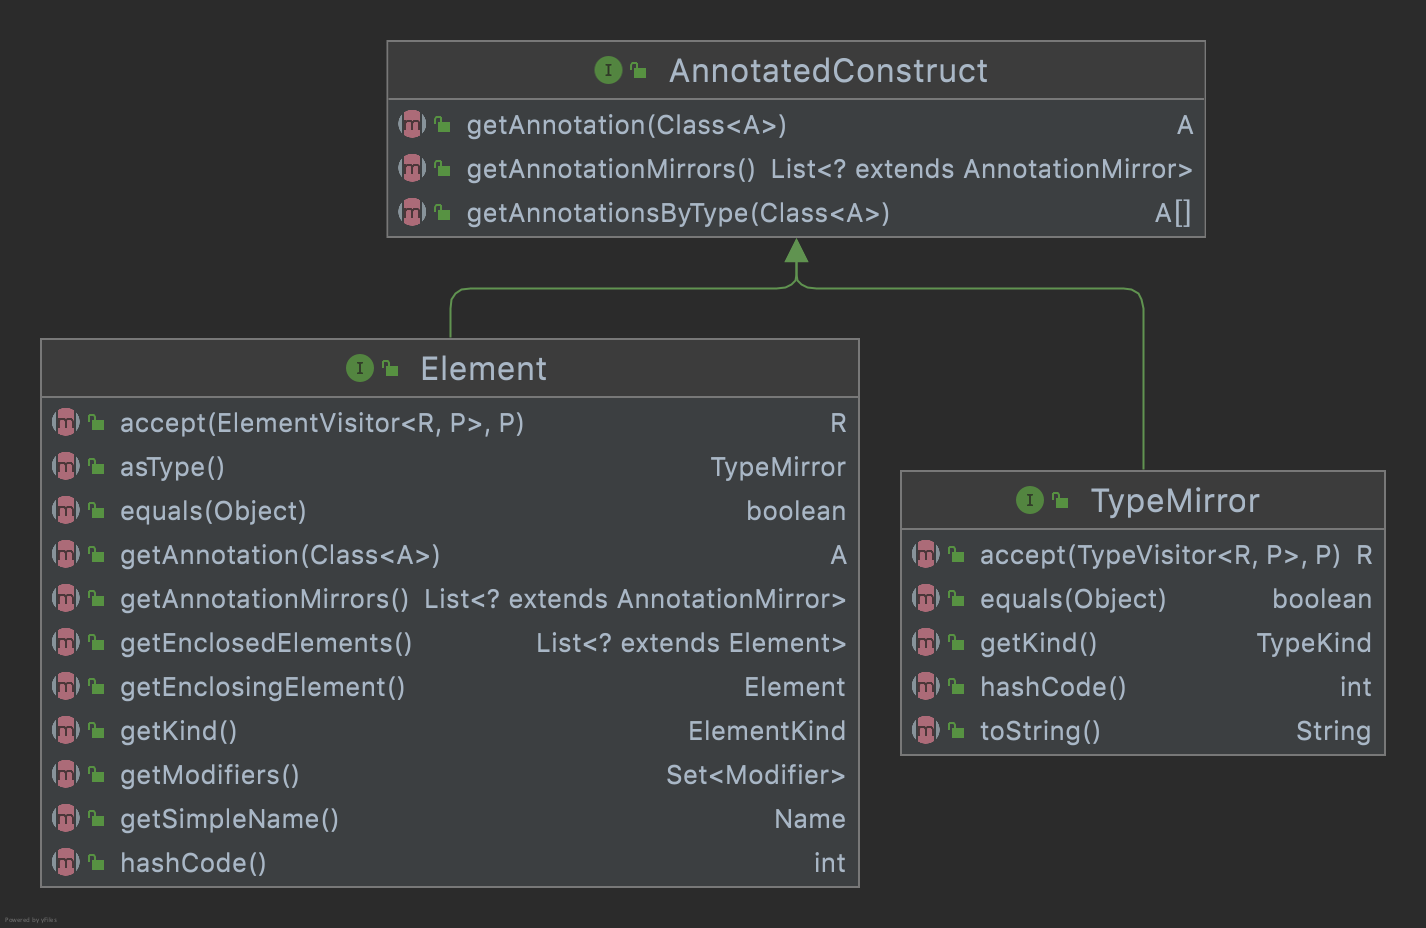 I AnnotatedConstruct
m getAnnotation(Class<A>) A
m getAnnotationMirrors() List<? extends AnnotationMirror>
m getAnnotationsByType(Class<A>) A[]
I Element
m accept(ElementVisitor<R, P>, P) R
m asType() TypeMirror
m equals(Object) boolean
m getAnnotation(Class<A>) A
m getAnnotationMirrors() List<? extends AnnotationMirror>
m getEnclosedElements() List<? extends Element>
m getEnclosingElement() Element
m getKind() ElementKind
m getModifiers() Set<Modifier>
m getSimpleName() Name
m hashCode() int
I TypeMirror
m accept(TypeVisitor<R, P>, P) R
m equals(Object) boolean
m getKind() TypeKind
m hashCode() int
m toString() String
Powered by yFiles